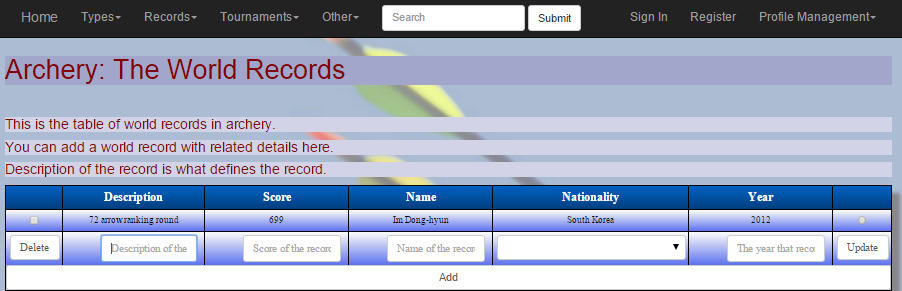 Home Types Records Tournaments Other Search Submit Sign In Register Profile Management
Archery: The World Records
This is the table of world records in archery.
You can add a world record with related details here.
Description of the record is what defines the record.
Description Score Name Nationality Year
72 arrow ranking round 699 Im Dong-hyun South Korea 2012
Delete Description of the Score of the recor Name of the recor The year that reco Update
Add